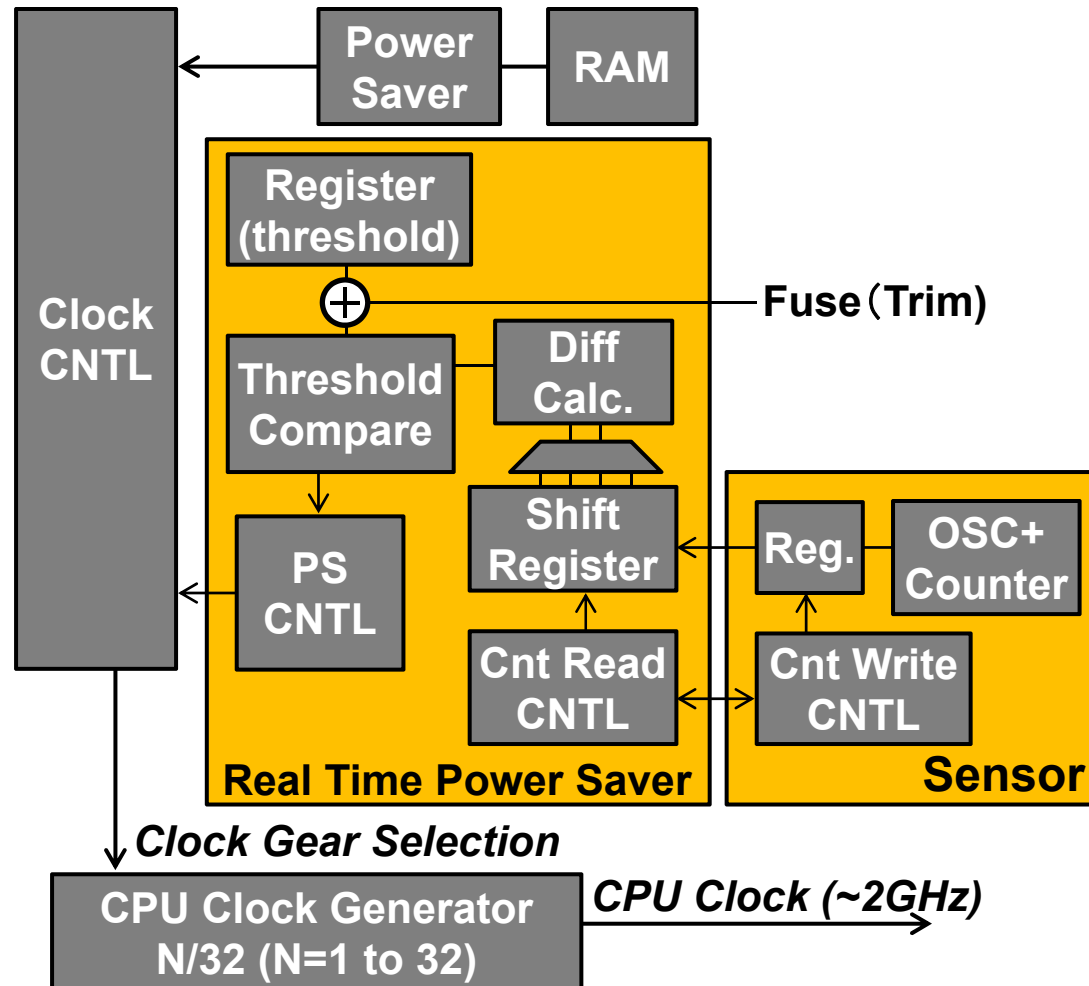 Power
Saver
RAM
Clock
CNTL
Register
(threshold)
Fuse（Trim)
Threshold
Compare
Diff
Calc.
PS
CNTL
Shift
Register
Reg.
OSC+
Counter
Cnt Read
CNTL
Cnt Write
CNTL
Real Time Power Saver
Sensor
Clock Gear Selection
CPU Clock Generator
N/32 (N=1 to 32)
CPU Clock (~2GHz)